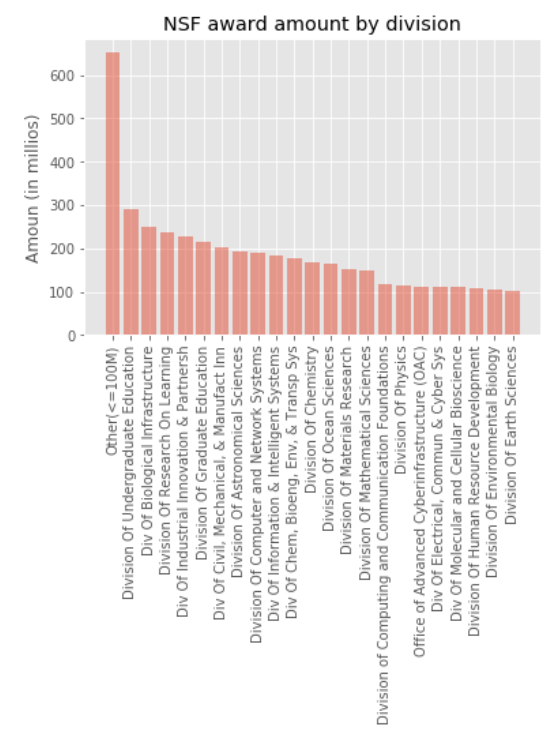 NSF award amount by division
Amoun (in millios)
600
500
400
300
200
100
0
Other(<=100M)
Division Of Undergraduate Education
Div Of Biological Infrastructure
Division Of Research On Learning
Div Of Industrial Innovation & Partnersh
Division Of Graduate Education
Div Of Civil, Mechanical, & Manufact Inn
Division Of Astronomical Sciences
Division Of Computer and Network Systems
Div Of Information & Intelligent Systems
Div Of Chem, Bioeng, Env, & Transp Sys
Division Of Chemistry
Division Of Ocean Sciences
Division Of Materials Research
Division Of Mathematical Sciences
Division of Computing and Communication Foundations
Division Of Physics
Office of Advanced Cyberinfrastructure (OAC)
Div Of Electrical, Commun & Cyber Sys
Div Of Molecular and Cellular Bioscience
Division Of Human Resource Development
Division Of Environmental Biology
Division Of Earth Sciences